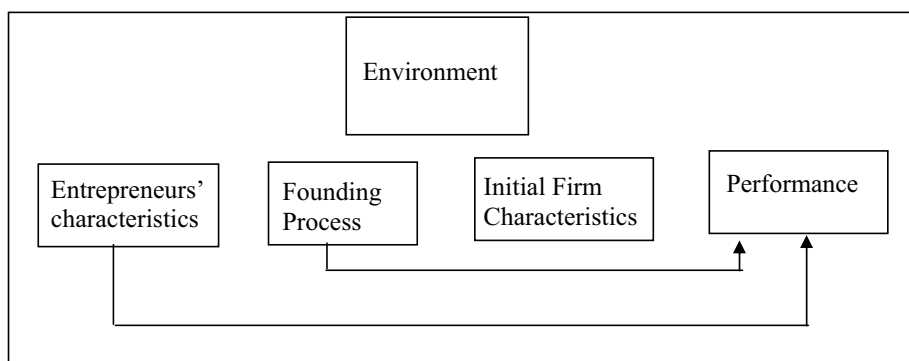 Environment
Entrepreneurs’
characteristics
Founding
Process
Initial Firm
Characteristics
Performance